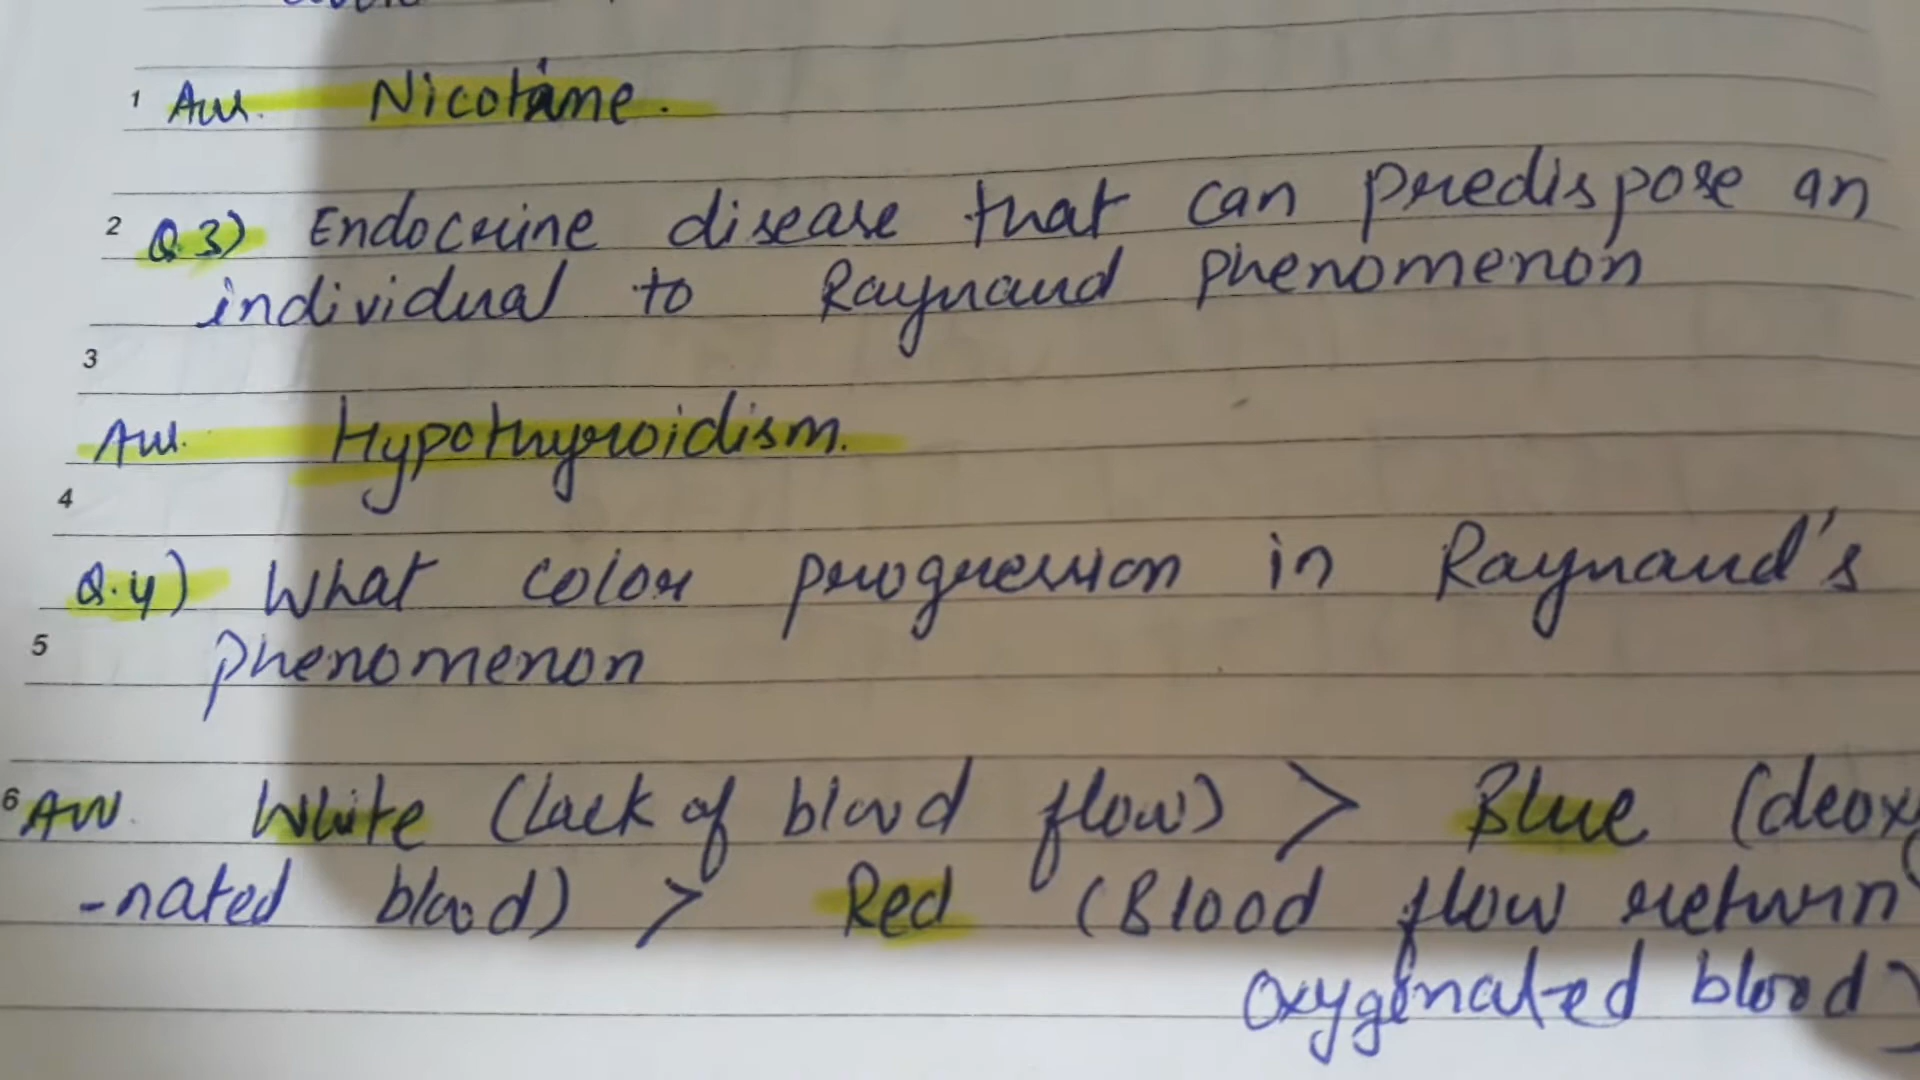 1 Ans. Nicotine.
2 Q.3) Endocrine disease that can predispose an
individual to Raynaud phenomenon
3
Ans. Hypothyroidism.
4
Q.4) What color progression in Raynaud's
5 phenomenon
6 Ans. White (lack of blood flow) > Blue (deoxy
-nated blood) > Red (Blood flow return
oxygenated blood)